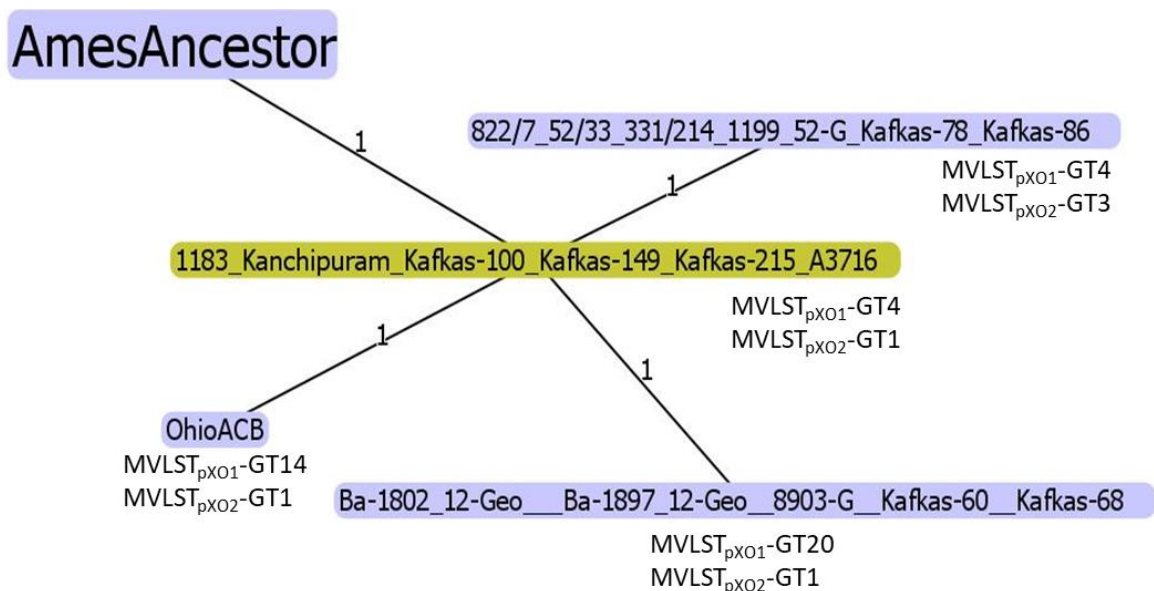 AmesAncestor
1
822/7_52/33_331/214_1199_52-G_Kafkas-78_Kafkas-86
MVLSTpXO1-GT4
MVLSTpXO2-GT3
1
1183_Kanchipuram_Kafkas-100_Kafkas-149_Kafkas-215_A3716
MVLSTpXO1-GT4
MVLSTpXO2-GT1
1
1
OhioACB
MVLSTpXO1-GT14
MVLSTpXO2-GT1
Ba-1802_12-Geo___Ba-1897_12-Geo__8903-G__Kafkas-60__Kafkas-68
MVLSTpXO1-GT20
MVLSTpXO2-GT1